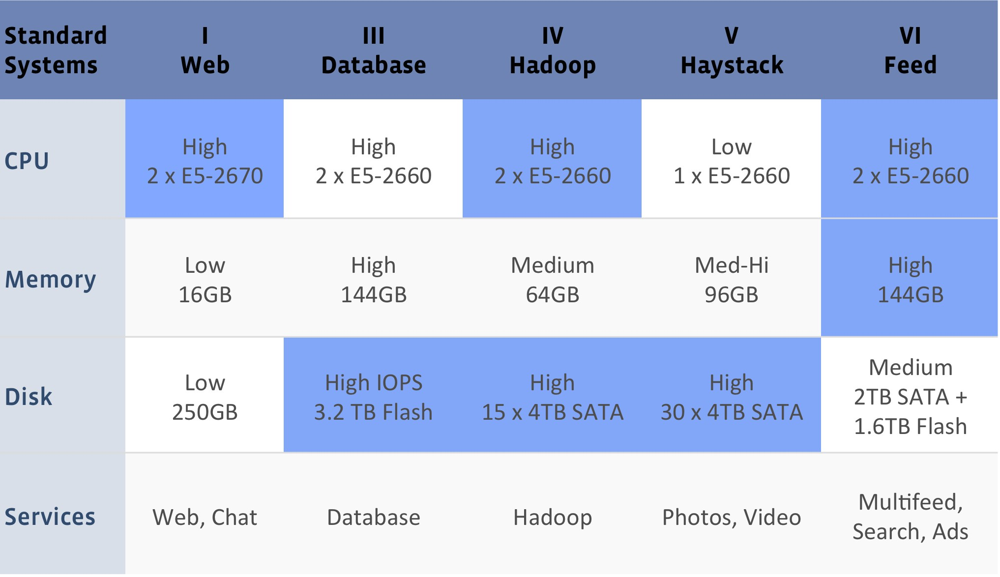 Standard
Systems
I
Web
III
Database
IV
Hadoop
V
Haystack
VI
Feed
CPU
High
2 x E5-2670
High
2 x E5-2660
High
2 x E5-2660
Low
1 x E5-2660
High
2 x E5-2660
Memory
Low
16GB
High
144GB
Medium
64GB
Med-Hi
96GB
High
144GB
Disk
Low
250GB
High IOPS
3.2 TB Flash
High
15 x 4TB SATA
High
30 x 4TB SATA
Medium
2TB SATA +
1.6TB Flash
Services
Web, Chat
Database
Hadoop
Photos, Video
Multifeed,
Search, Ads